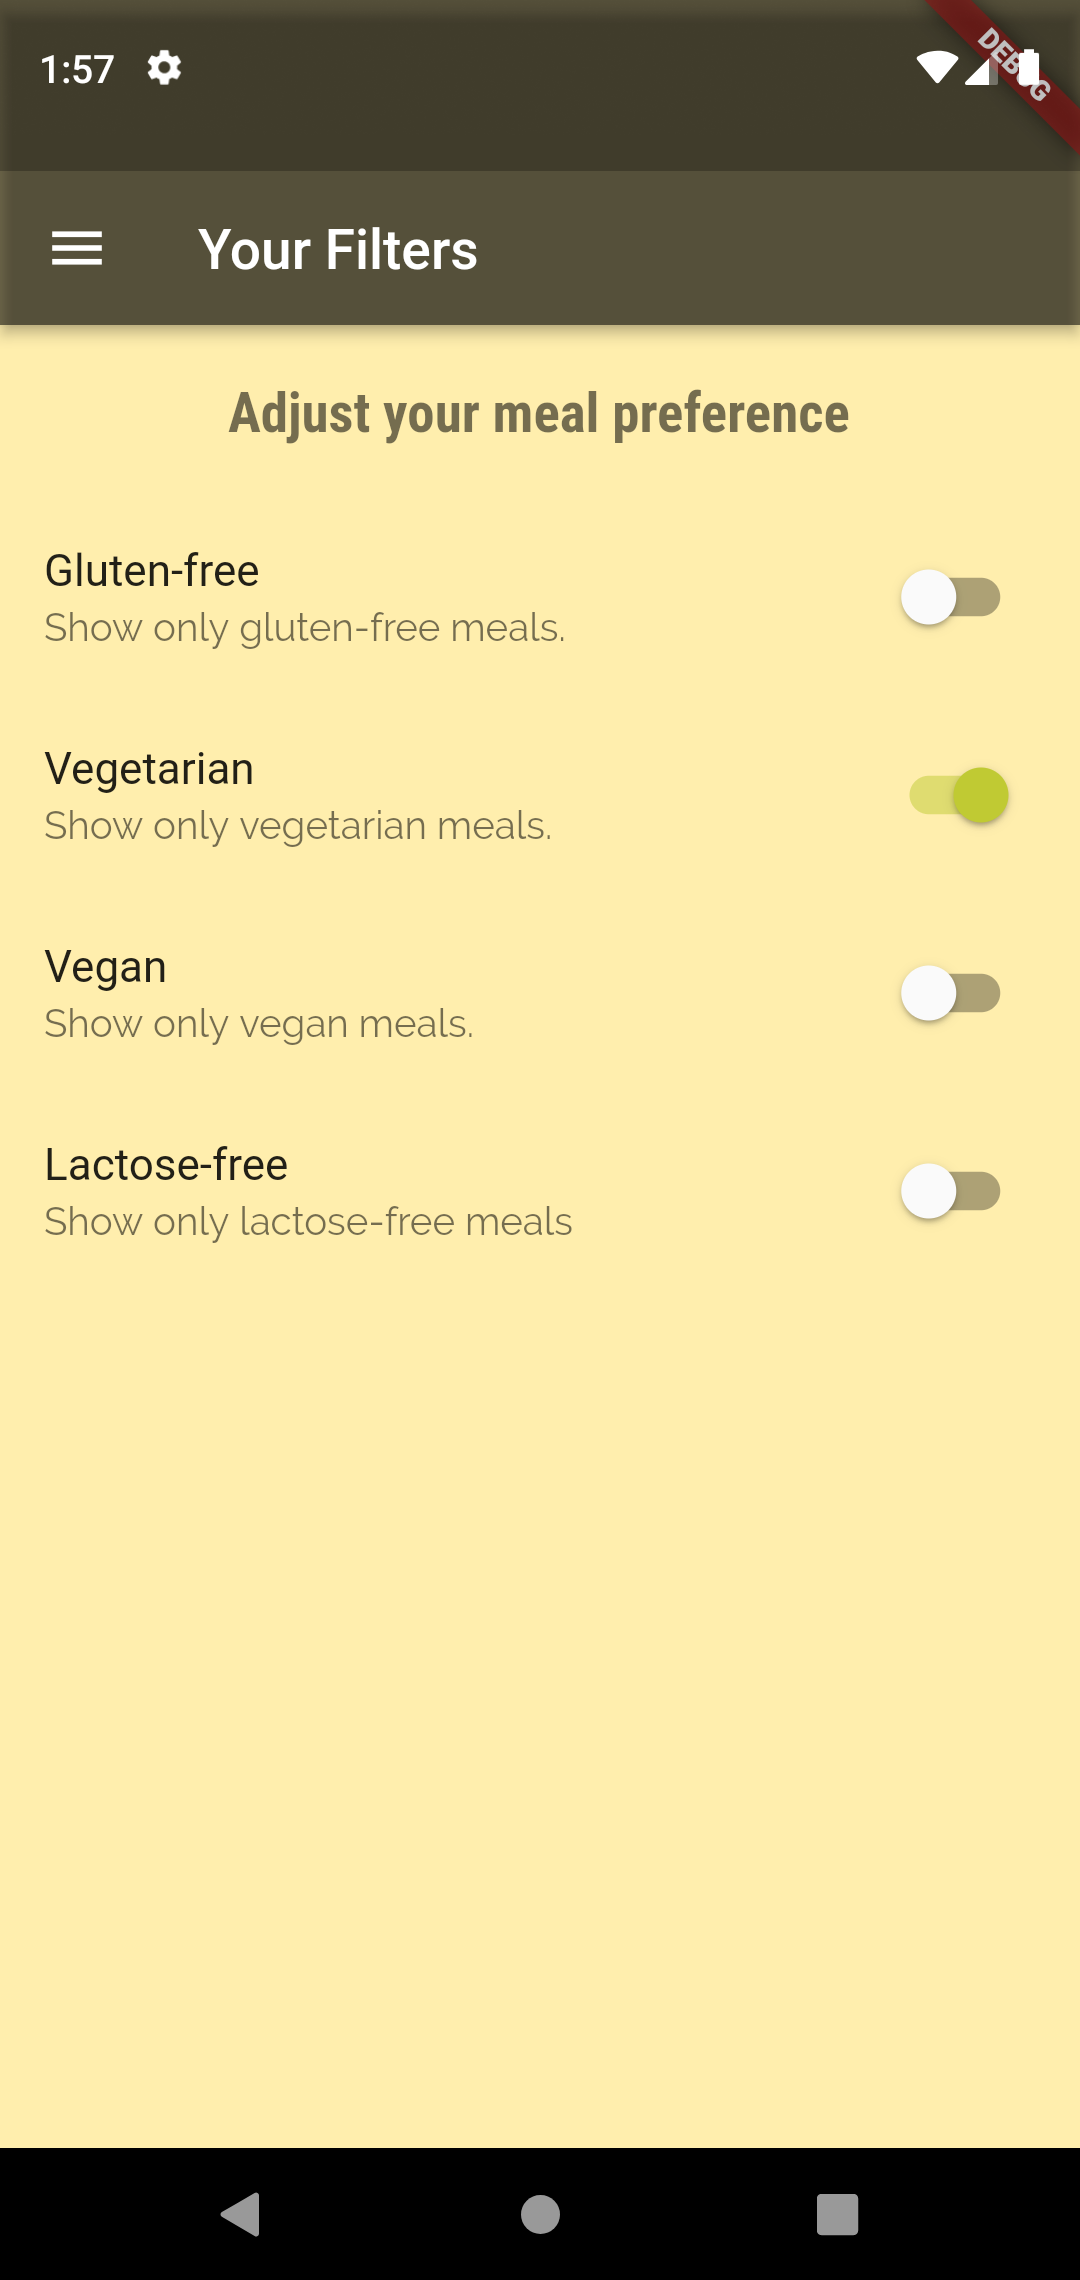 1:57
DEBUG
Your Filters
Adjust your meal preference
Gluten-free
Show only gluten-free meals.
Vegetarian
Show only vegetarian meals.
Vegan
Show only vegan meals.
Lactose-free
Show only lactose-free meals